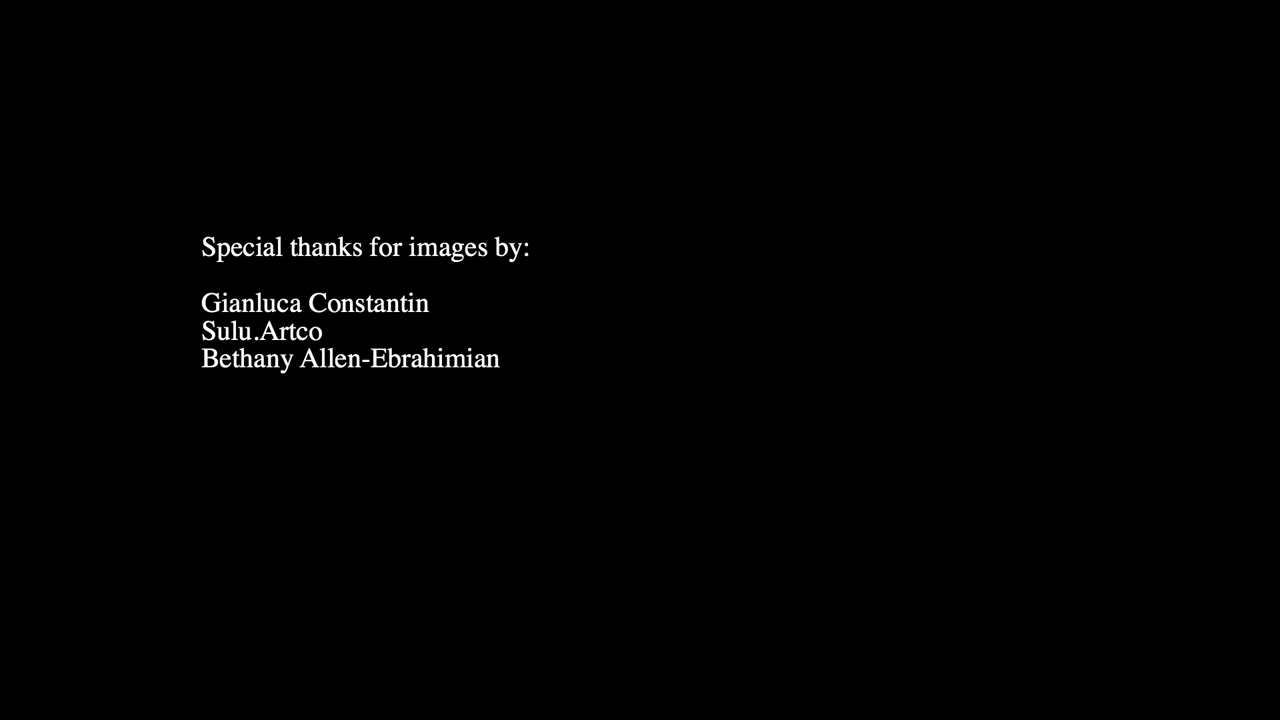 Special thanks for images by:
Gianluca Constantin
Sulu.Artco
Bethany Allen-Ebrahimian